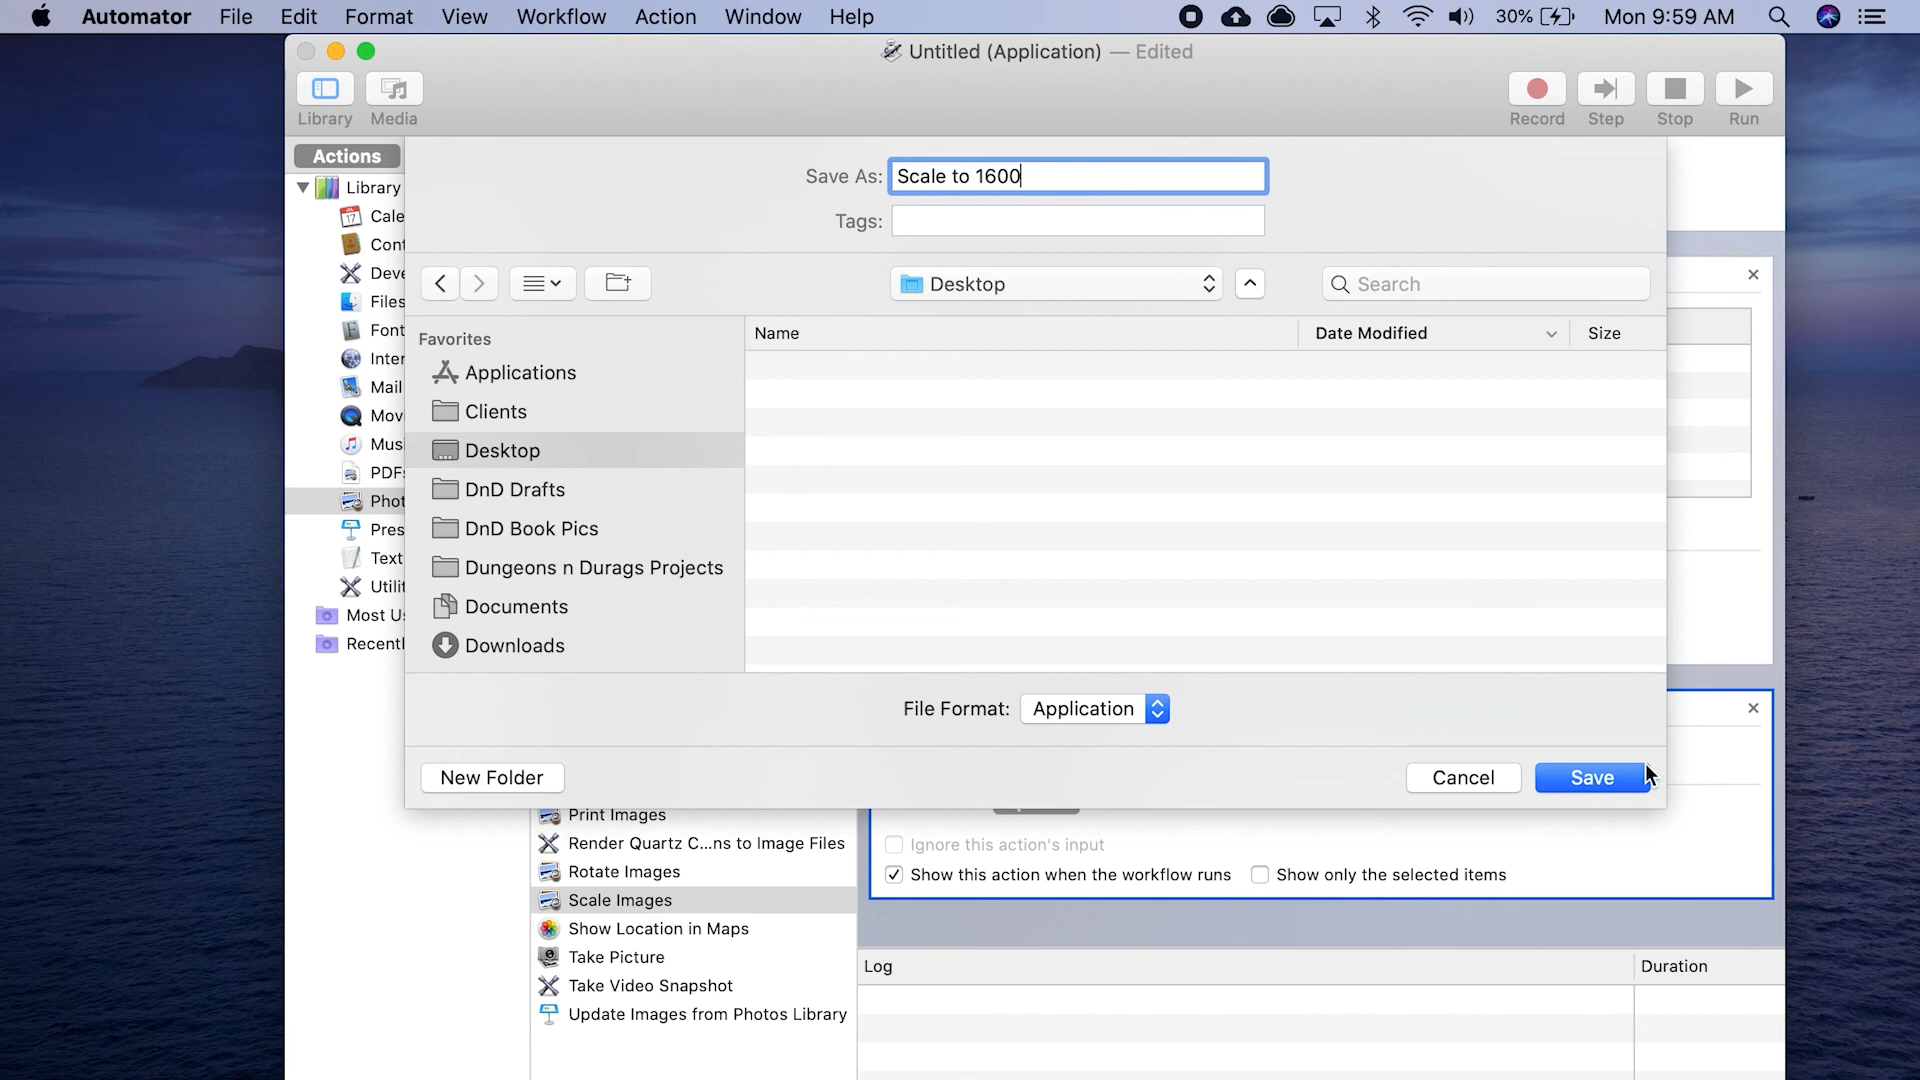 Automator File Edit Format View Workflow Action Window Help 30% Mon 9:59 AM
Untitled (Application) — Edited
Library Media Record Step Stop Run
Actions
Save As: Scale to 1600
Tags:
Library
Cale
Cont
Deve
Files
Font
Inter
Mail
Mov
Musi
PDFs
Phot
Pres
Text
Utilit
Most Us
Recentl
Desktop
Search
Favorites
Applications
Clients
Desktop
DnD Drafts
DnD Book Pics
Dungeons n Durags Projects
Documents
Downloads
Name Date Modified Size
File Format: Application
New Folder Cancel Save
Print Images
Render Quartz C...ns to Image Files
Rotate Images
Scale Images
Show Location in Maps
Take Picture
Take Video Snapshot
Update Images from Photos Library
Ignore this action's input
Show this action when the workflow runs Show only the selected items
Log Duration